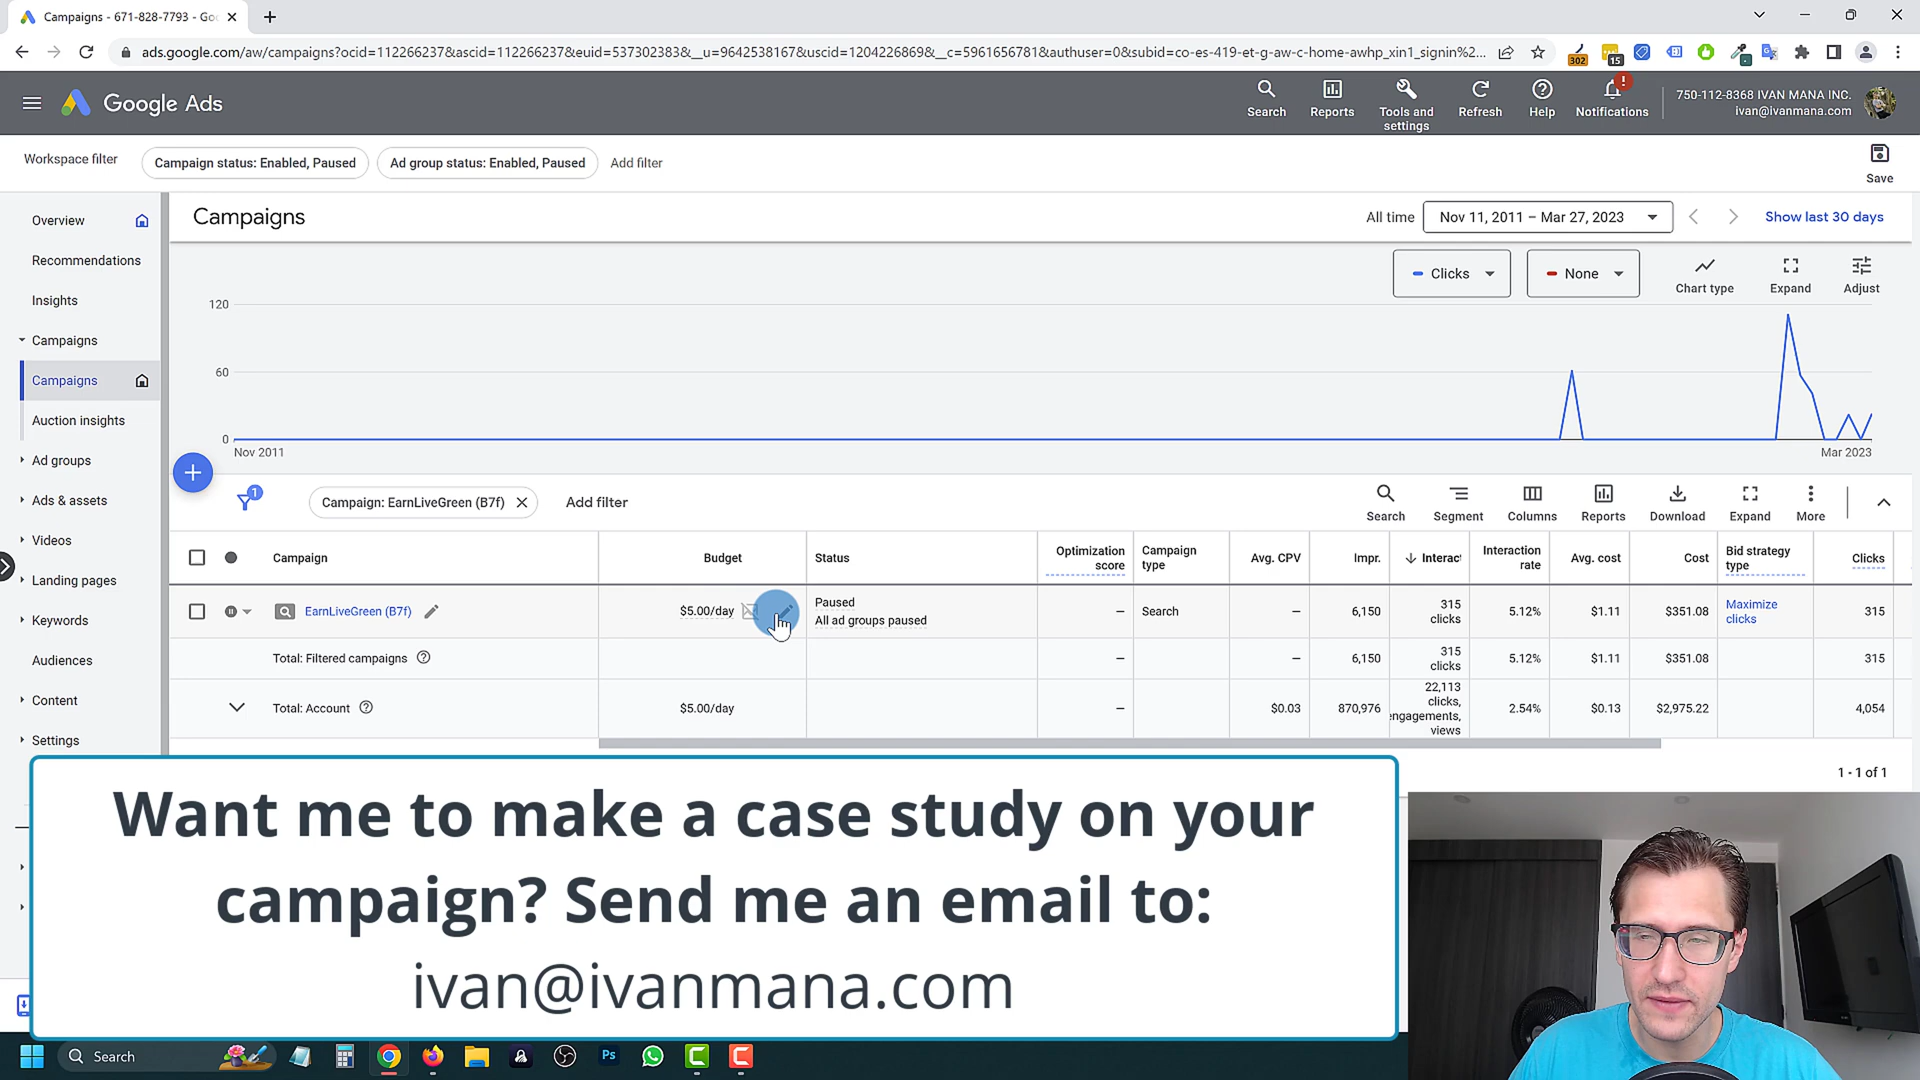 Campaigns - 671-828-7793 - Goo
ads.google.com/aw/campaigns?ocid=112266237&ascid=112266237&euid=537302383&__u=9642538167&uscid=1204226869&__c=5961656781&authuser=0&subid=co-es-419-et-g-aw-c-home-awhp_xin1_signin%2...
302
15
Google Ads
Search
Reports
Tools and settings
Refresh
Help
Notifications
750-112-8368 IVAN MANA INC.
ivan@ivanmana.com
Workspace filter
Campaign status: Enabled, Paused
Ad group status: Enabled, Paused
Add filter
Save
Overview
Recommendations
Insights
Campaigns
Campaigns
Auction insights
Ad groups
Ads & assets
Videos
Landing pages
Keywords
Audiences
Content
Settings
Campaigns
All time
Nov 11, 2011 – Mar 27, 2023
Show last 30 days
Clicks
None
Chart type
Expand
Adjust
120
60
0
Nov 2011
Mar 2023
1
Campaign: EarnLiveGreen (B7f)
Add filter
Search
Segment
Columns
Reports
Download
Expand
More
Campaign
Budget
Status
Optimization score
Campaign type
Avg. CPV
Impr.
Interac
Interaction rate
Avg. cost
Cost
Bid strategy type
Clicks
EarnLiveGreen (B7f)
$5.00/day
Paused
All ad groups paused
–
Search
–
6,150
315 clicks
5.12%
$1.11
$351.08
Maximize clicks
315
Total: Filtered campaigns
–
–
6,150
315 clicks
5.12%
$1.11
$351.08
315
Total: Account
$5.00/day
–
$0.03
870,976
22,113 clicks, engagements, views
2.54%
$0.13
$2,975.22
4,054
1 - 1 of 1
Want me to make a case study on your
campaign? Send me an email to:
ivan@ivanmana.com
Search
Ps